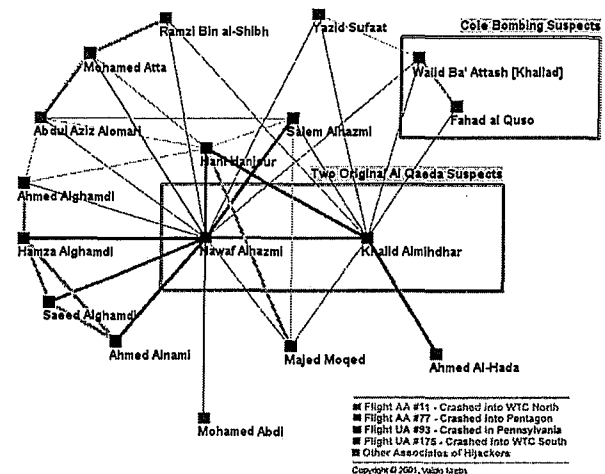 Ramzi Bin al-Shibh
Yazid Sufaat
Cole Bombing Suspects
Mohamed Atta
Walid Ba' Attash [Khallad]
Fahad al Quso
Abdul Aziz Alomari
Salem Alhazmi
Hani Hanjour
Two Original Al Qaeda Suspects
Ahmed Alghamdi
Hamza Alghamdi
Nawaf Alhazmi
Khalid Almihdhar
Saeed Alghamdi
Ahmed Alnami
Majed Moqed
Ahmed Al-Hada
Mohamed Abdi
Flight AA #11 - Crashed into WTC North
Flight AA #77 - Crashed into Pentagon
Flight UA #93 - Crashed in Pennsylvania
Flight UA #175 - Crashed into WTC South
Other Associates of Hijackers
Copyright © 2001, Valdis Krebs